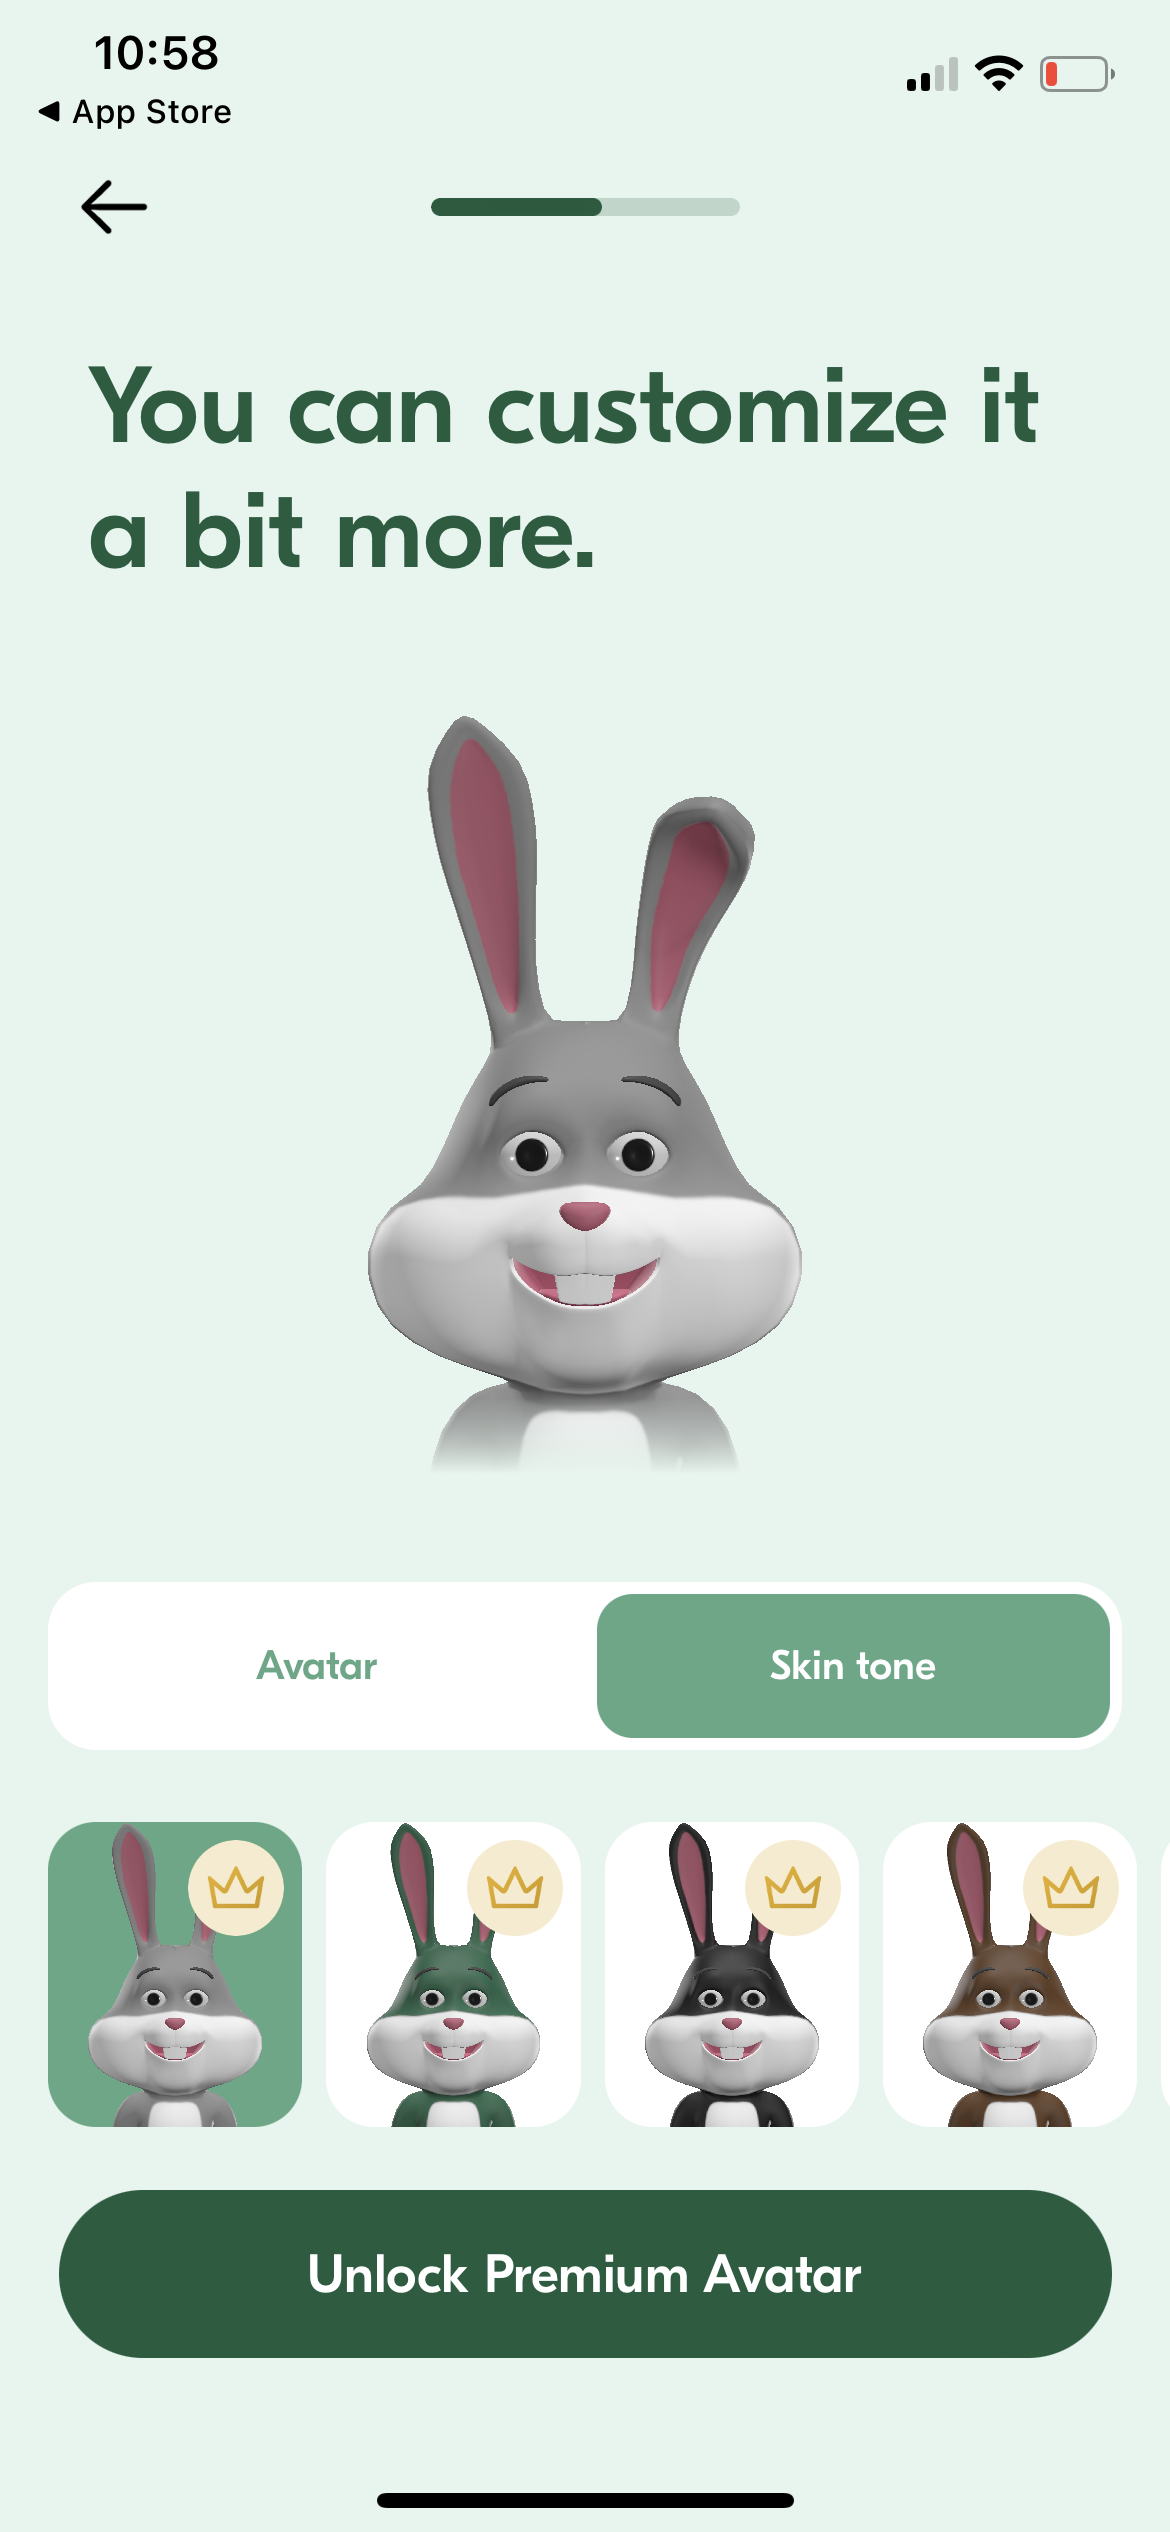 10:58
App Store
You can customize it
a bit more.
Avatar
Skin tone
Unlock Premium Avatar